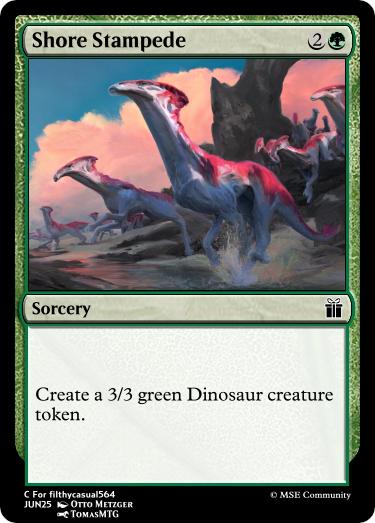 Shore Stampede 2
Sorcery
Create a 3/3 green Dinosaur creature
token.
C For filthycasual564
JUN25 Otto Metzger © MSE Community
TomasMTG